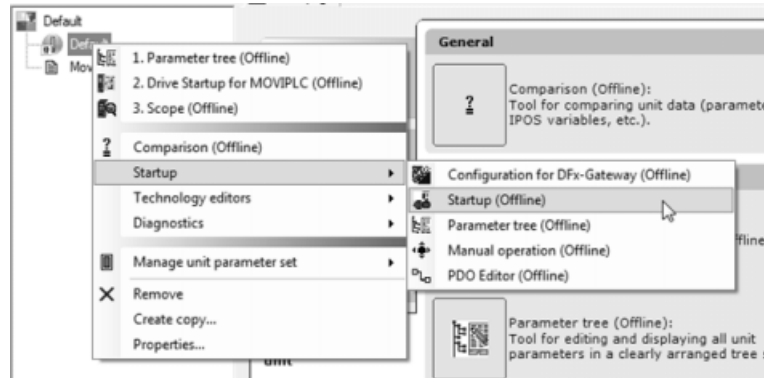 Default
Default
Mov
1. Parameter tree (Offline)
2. Drive Startup for MOVIPLC (Offline)
3. Scope (Offline)
Comparison (Offline)
Startup
Technology editors
Diagnostics
Manage unit parameter set
Remove
Create copy...
Properties...
Configuration for DFx-Gateway (Offline)
Startup (Offline)
Parameter tree (Offline)
Manual operation (Offline)
PDO Editor (Offline)
General
Comparison (Offline):
Tool for comparing unit data (paramete
IPOS variables, etc.).
ffline
Parameter tree (Offline):
Tool for editing and displaying all unit
parameters in a clearly arranged tree s